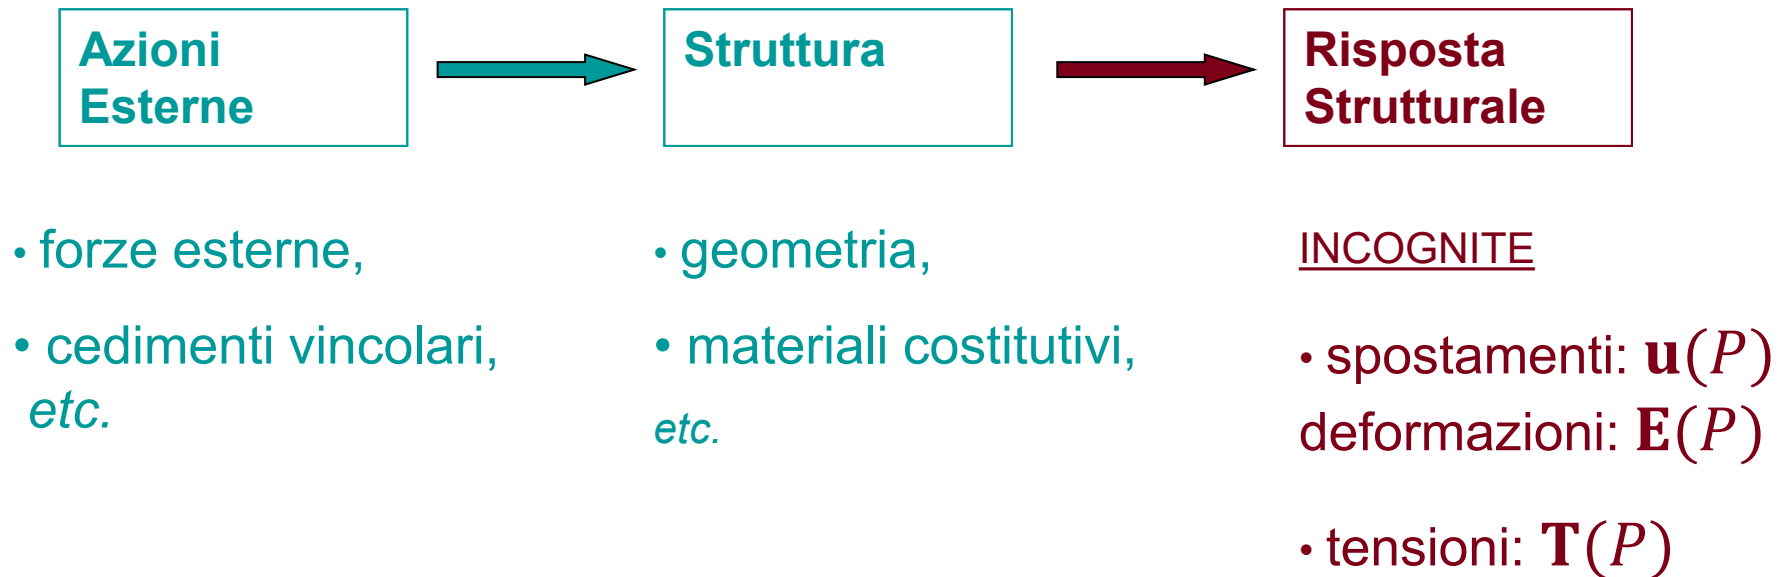 Azioni
Esterne
Struttura
Risposta
Strutturale
• forze esterne,
• cedimenti vincolari,
etc.
• geometria,
• materiali costitutivi,
etc.
INCOGNITE
• spostamenti: 𝐮(𝑃)
deformazioni: 𝐄(𝑃)
• tensioni: 𝐓(𝑃)